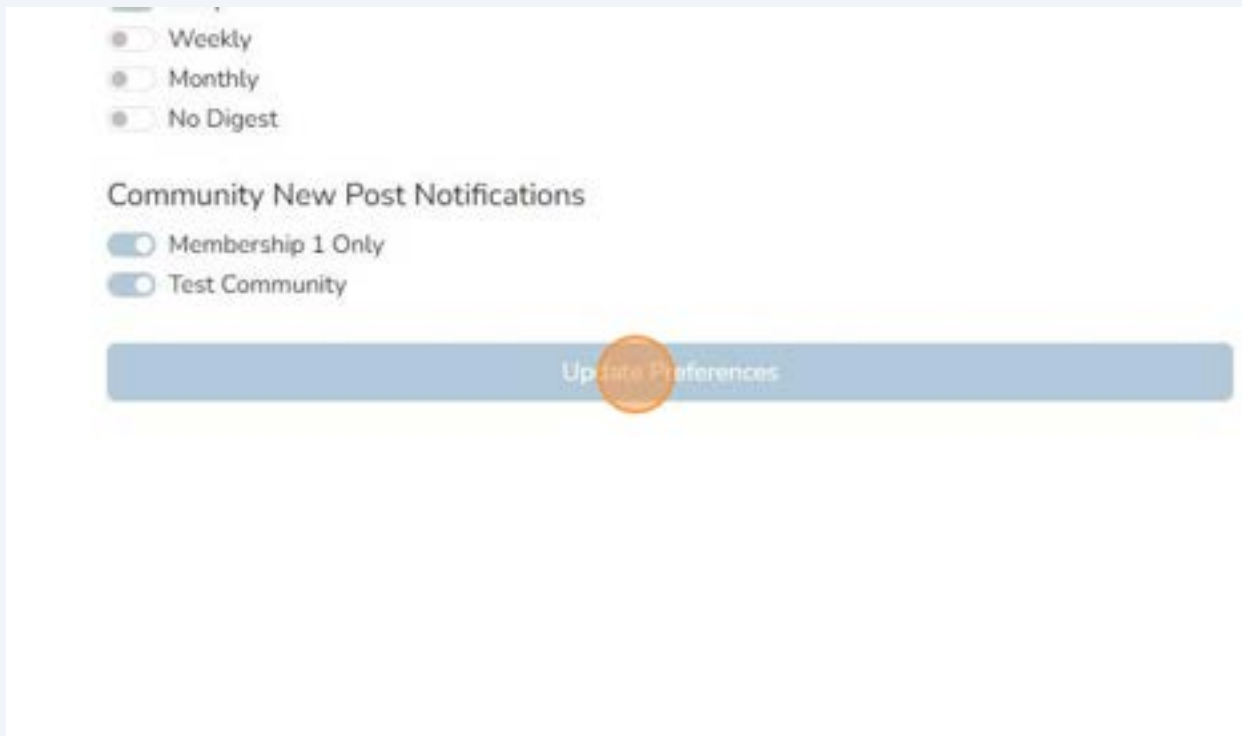 Weekly
Monthly
No Digest
Community New Post Notifications
Membership 1 Only
Test Community
Update Preferences